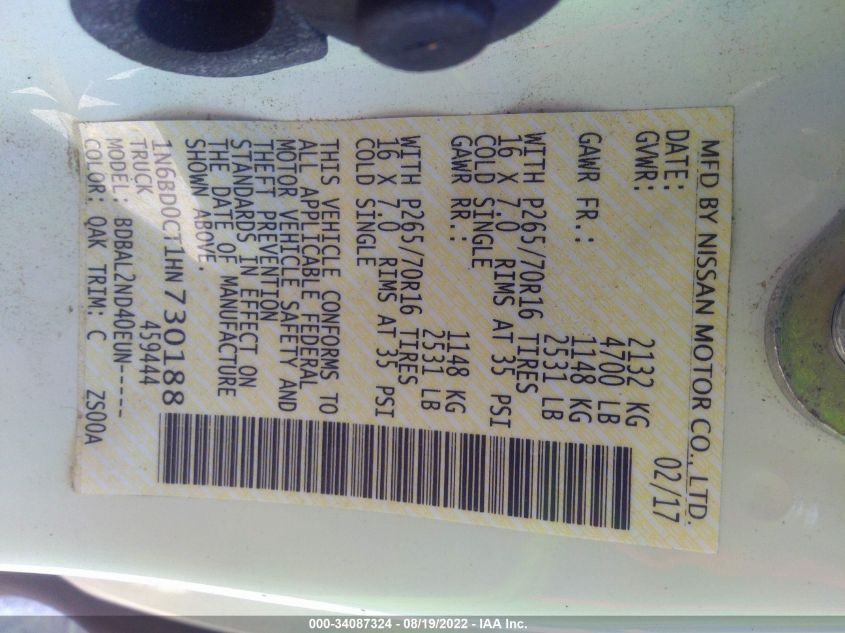 MFD BY NISSAN MOTOR CO., LTD.
DATE: 02/17
GVWR: 2132 KG
4700 LB
GAWR FR.: 1148 KG
2531 LB
WITH P265/70R16 TIRES
16 X 7.0 RIMS AT 35 PSI
COLD SINGLE
GAWR RR.: 1148 KG
2531 LB
WITH P265/70R16 TIRES
16 X 7.0 RIMS AT 35 PSI
COLD SINGLE
THIS VEHICLE CONFORMS TO
ALL APPLICABLE FEDERAL
MOTOR VEHICLE SAFETY AND
THEFT PREVENTION
STANDARDS IN EFFECT ON
THE DATE OF MANUFACTURE
SHOWN ABOVE.
1N6BD0CT1HN730188
TRUCK 459444
MODEL: BDBAL2ND40EUN-----
COLOR: QAK TRIM: C ZS00A
000-34087324 - 08/19/2022 - IAA Inc.